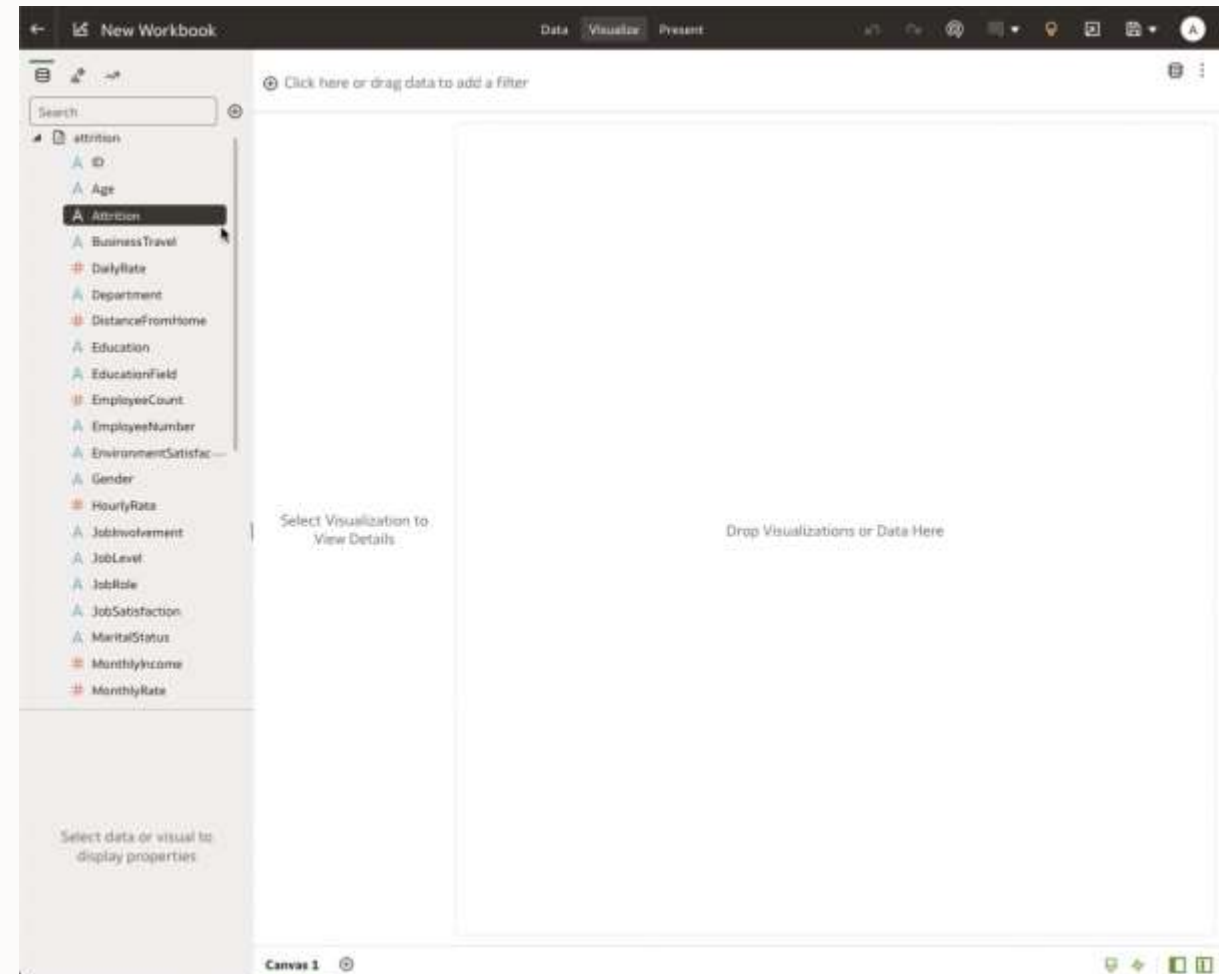 New Workbook
Data Visualize Present
A
Search
Click here or drag data to add a filter
attrition
A ID
A Age
A Attrition
A BusinessTravel
# DailyRate
A Department
# DistanceFromHome
A Education
A EducationField
# EmployeeCount
A EmployeeNumber
A EnvironmentSatisfac...
A Gender
# HourlyRate
A JobInvolvement
A JobLevel
A JobRole
A JobSatisfaction
A MaritalStatus
# MonthlyIncome
# MonthlyRate
Select data or visual to
display properties
Select Visualization to
View Details
Drop Visualizations or Data Here
Canvas 1